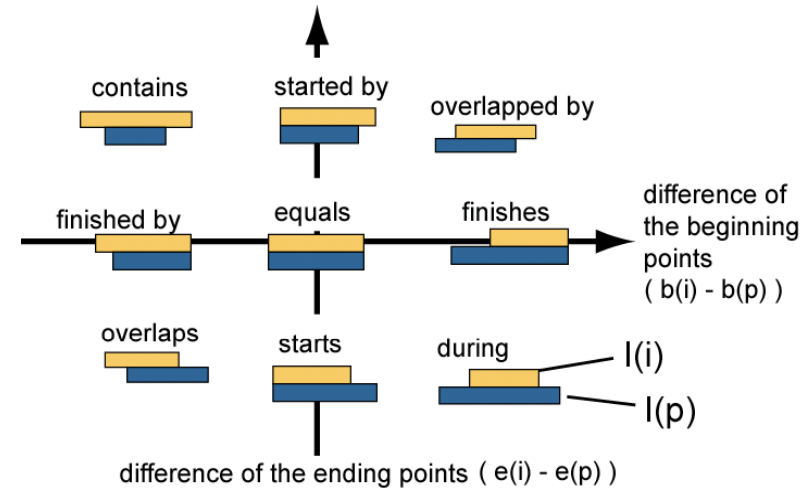 contains
started by
overlapped by
finished by
equals
finishes
difference of
the beginning
points
( b(i) - b(p) )
overlaps
starts
during
I(i)
I(p)
difference of the ending points ( e(i) - e(p) )